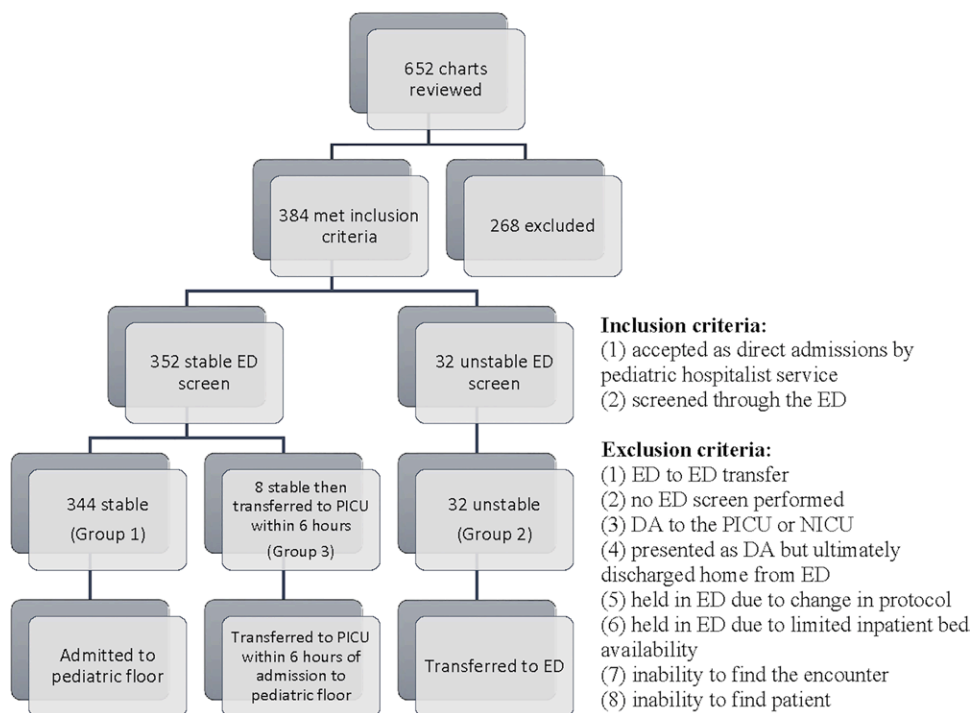 652 charts
reviewed
384 met inclusion
criteria
268 excluded
352 stable ED
screen
32 unstable ED
screen
344 stable
(Group 1)
8 stable then
transferred to PICU
within 6 hours
(Group 3)
32 unstable
(Group 2)
Admitted to
pediatric floor
Transferred to PICU
within 6 hours of
admission to
pediatric floor
Transferred to ED
Inclusion criteria:
(1) accepted as direct admissions by
pediatric hospitalist service
(2) screened through the ED
Exclusion criteria:
(1) ED to ED transfer
(2) no ED screen performed
(3) DA to the PICU or NICU
(4) presented as DA but ultimately
discharged home from ED
(5) held in ED due to change in protocol
(6) held in ED due to limited inpatient bed
availability
(7) inability to find the encounter
(8) inability to find patient